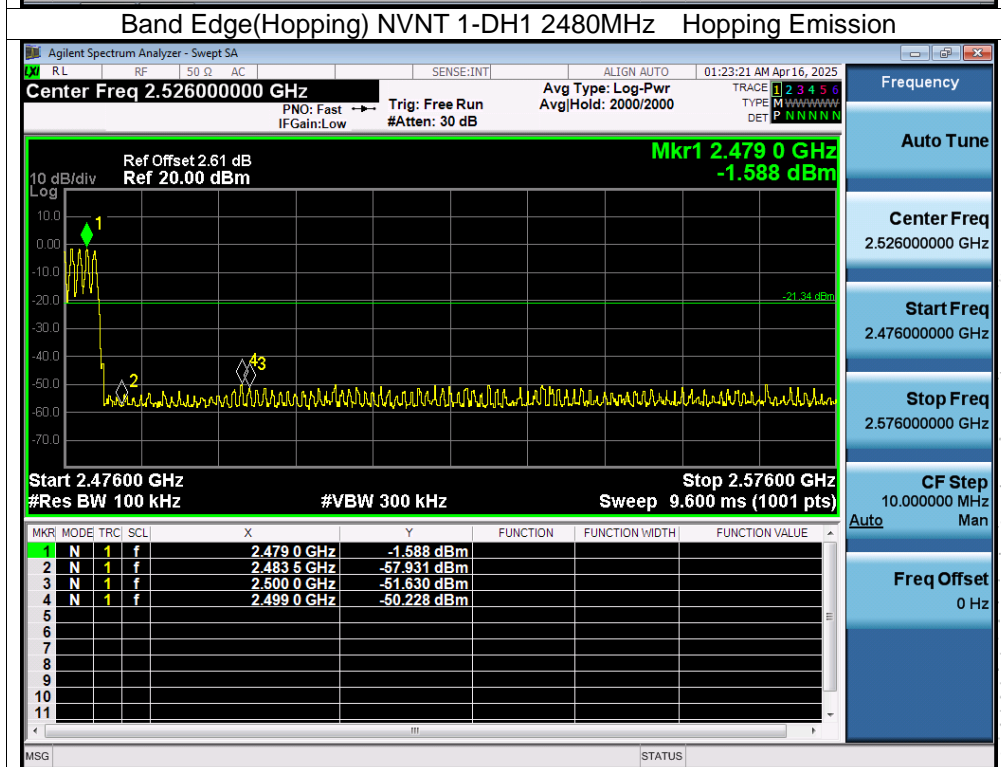 Band Edge(Hopping) NVNT 1-DH1 2480MHz Hopping Emission
Agilent Spectrum Analyzer - Swept SA
LXI RL RF 50 Ω AC SENSE:INT ALIGN AUTO 01:23:21 AM Apr 16, 2025
Center Freq 2.526000000 GHz
PNO: Fast
IFGain:Low
Trig: Free Run
#Atten: 30 dB
Avg Type: Log-Pwr
Avg|Hold: 2000/2000
TRACE 1 2 3 4 5 6
TYPE M WWWWW
DET P N N N N N
Frequency
Auto Tune
Center Freq
2.526000000 GHz
Start Freq
2.476000000 GHz
Stop Freq
2.576000000 GHz
CF Step
10.000000 MHz
Auto Man
Freq Offset
0 Hz
Mkr1 2.479 0 GHz
-1.588 dBm
Ref Offset 2.61 dB
10 dB/div Ref 20.00 dBm
Log
10.0
0.00
-10.0
-20.0
-30.0
-40.0
-50.0
-60.0
-70.0
1
2
43
-21.34 dBm
Start 2.47600 GHz Stop 2.57600 GHz
#Res BW 100 kHz #VBW 300 kHz Sweep 9.600 ms (1001 pts)
MKR MODE TRC SCL X Y FUNCTION FUNCTION WIDTH FUNCTION VALUE
1 N 1 f 2.479 0 GHz -1.588 dBm
2 N 1 f 2.483 5 GHz -57.931 dBm
3 N 1 f 2.500 0 GHz -51.630 dBm
4 N 1 f 2.499 0 GHz -50.228 dBm
5
6
7
8
9
10
11
MSG STATUS